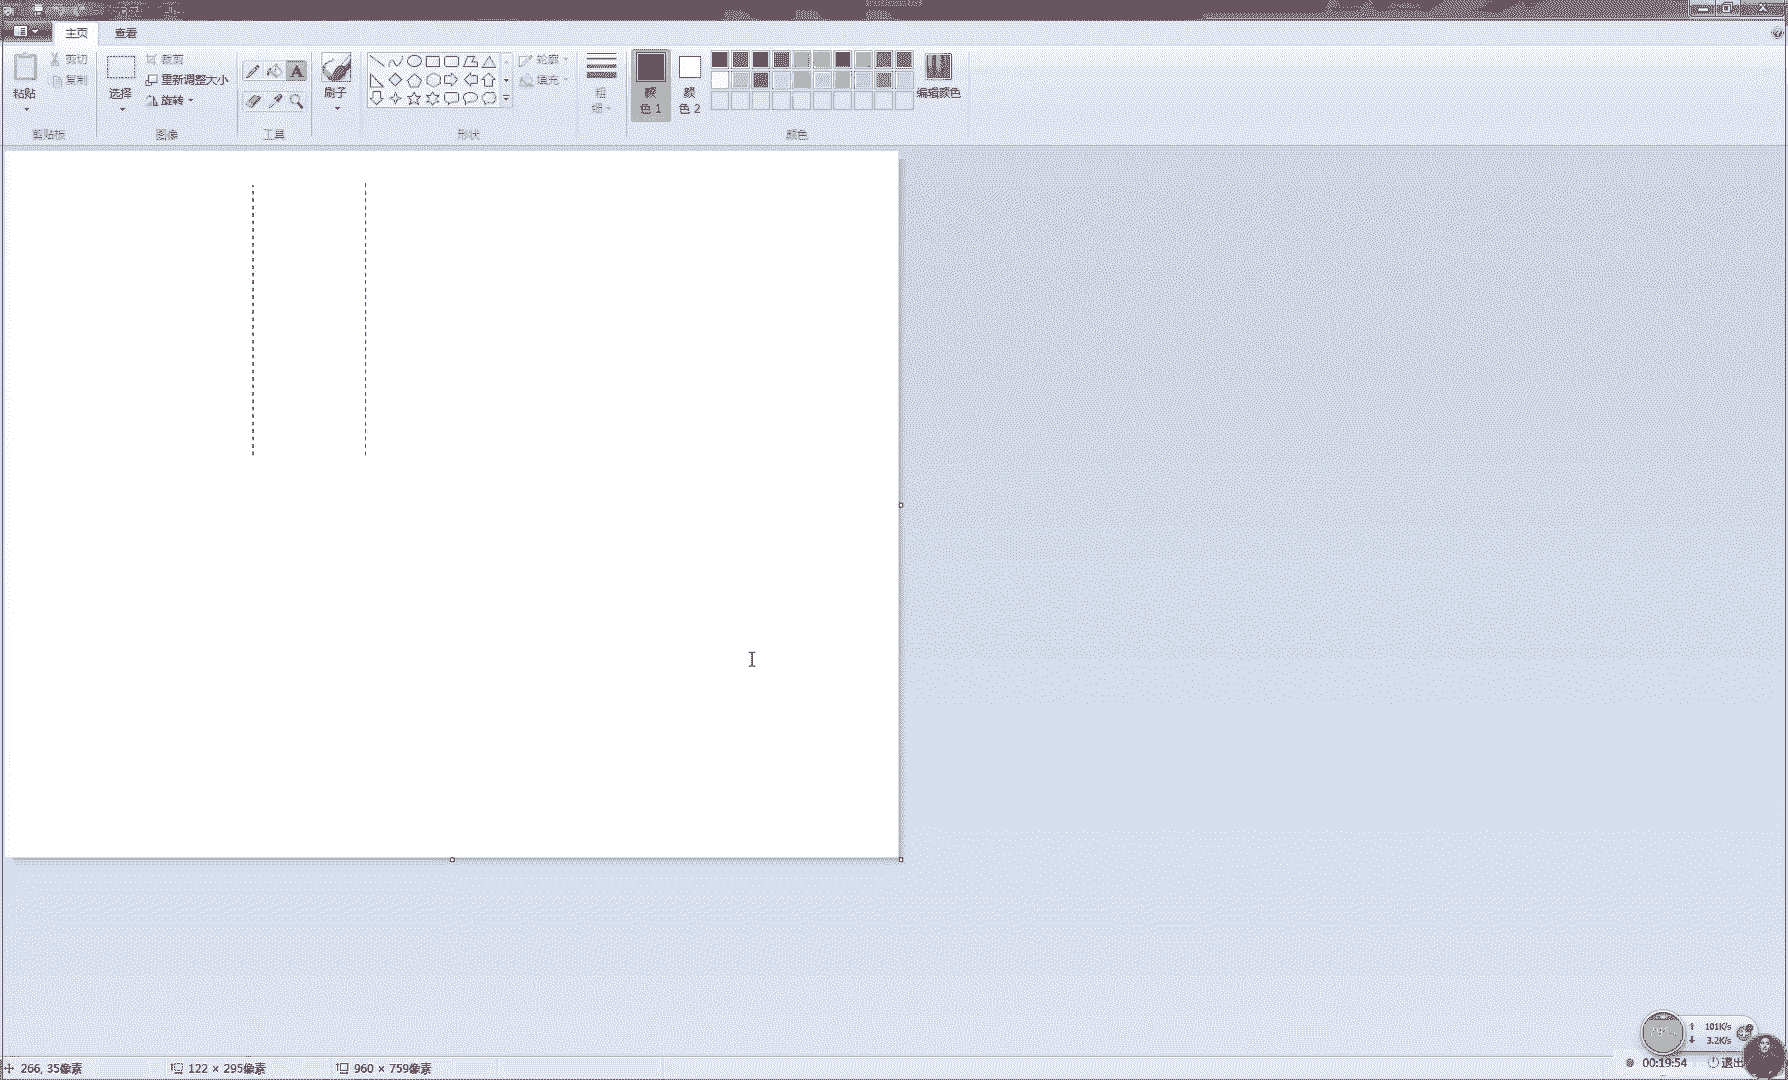 主页 查看
剪切
复制
粘贴
剪贴板
选择
裁剪
重新调整大小
旋转
图像
A
工具
刷子
形状
轮廓
填充
粗
细
颜
色 1
颜
色 2
颜色
编辑颜色
266, 35像素
122 × 295像素
960 × 759像素
101K/s
3.2K/s
00:19:54
退出